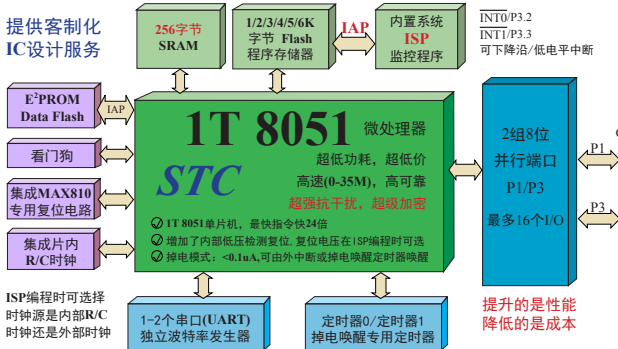 提供客制化
IC设计服务
256字节
SRAM
1/2/3/4/5/6K
字节 Flash
程序存储器
IAP
内置系统
ISP
监控程序
INT0/P3.2
INT1/P3.3
可下降沿/低电平中断
E²PROM
Data Flash
IAP
看门狗
集成MAX810
专用复位电路
集成片内
R/C时钟
1T 8051 微处理器
STC
超低功耗，超低价
高速(0-35M)，高可靠
超强抗干扰，超级加密
1T 8051单片机，最快指令快24倍
增加了内部低压检测复位,复位电压在ISP编程时可选
掉电模式：<0.1uA,可由外中断或掉电唤醒定时器唤醒
2组8位
并行端口
P1/P3
最多16个I/O
P1
P3
ISP编程时可选择
时钟源是内部R/C
时钟还是外部时钟
1-2个串口(UART)
独立波特率发生器
定时器0/定时器1
掉电唤醒专用定时器
提升的是性能
降低的是成本